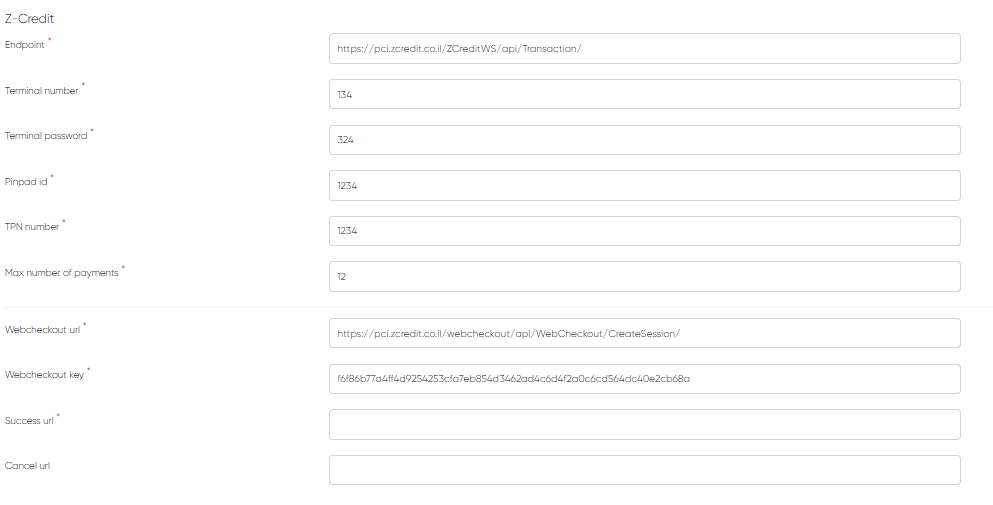 Z-Credit
Endpoint *
https://pci.zcredit.co.il/ZCreditWS/api/Transaction/
Terminal number *
134
Terminal password *
324
Pinpad id *
1234
TPN number *
1234
Max number of payments *
12
Webcheckout url *
https://pci.zcredit.co.il/webcheckout/api/WebCheckout/CreateSession/
Webcheckout key *
f6f86b77a4ff4d9254253cfa7eb854d3462ad4c6d4f2a0c6cd564dc40e2cb68a
Success url *
Cancel url